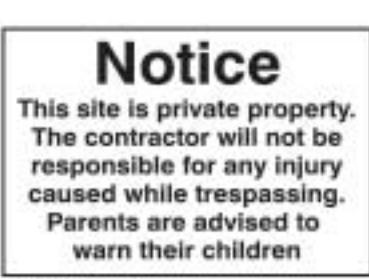 Notice
This site is private property.
The contractor will not be
responsible for any injury
caused while trespassing.
Parents are advised to
warn their children